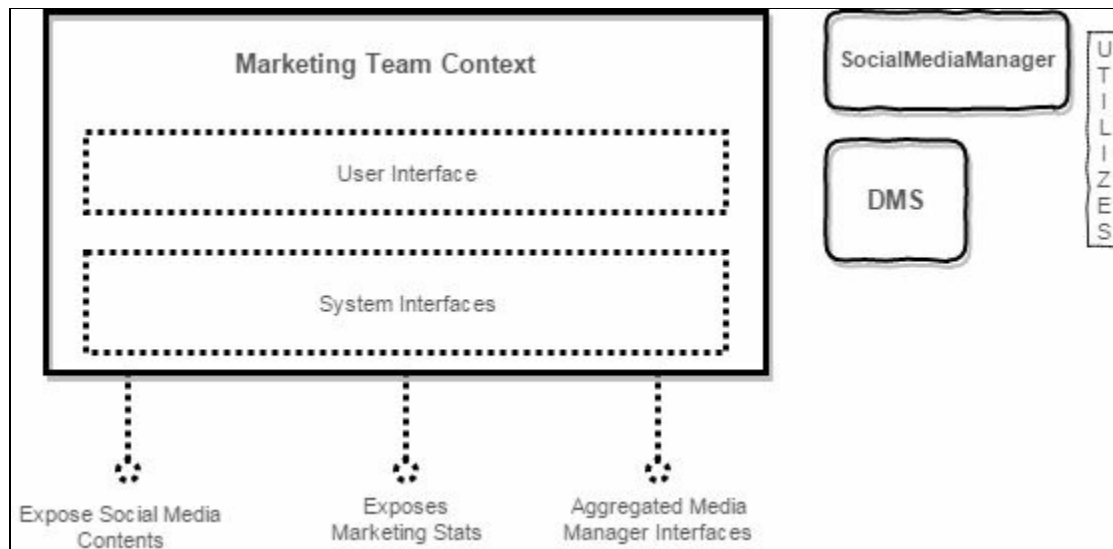 Marketing Team Context
User Interface
System Interfaces
SocialMediaManager
DMS
UTILIZES
Expose Social Media
Contents
Exposes
Marketing Stats
Aggregated Media
Manager Interfaces